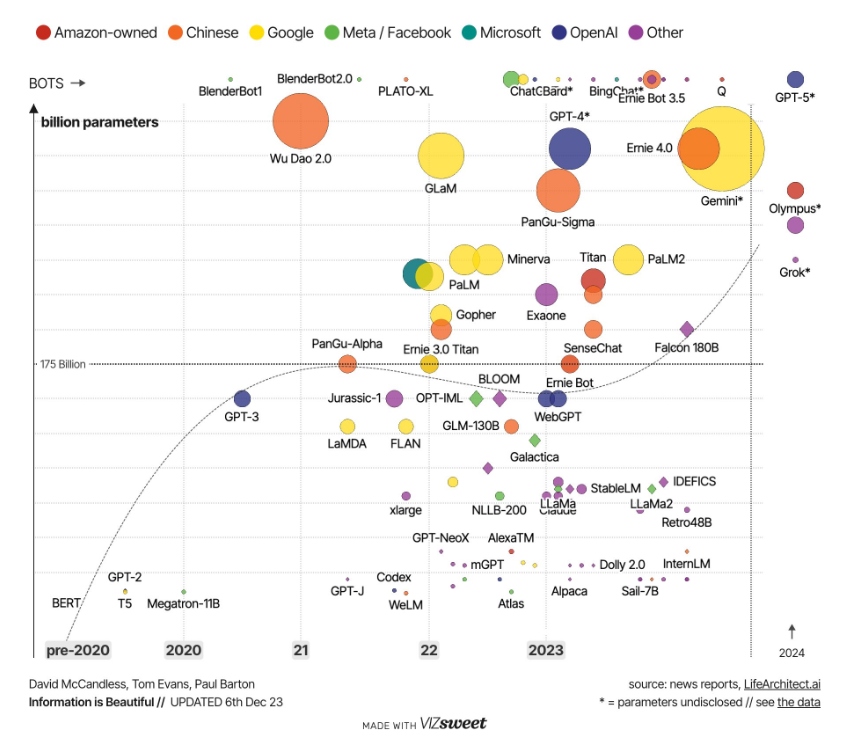 Amazon-owned Chinese Google Meta / Facebook Microsoft OpenAI Other
BOTS →
BlenderBot1
BlenderBot2.0
PLATO-XL
ChatGBard*
BingChat*
Ernie Bot 3.5
Q
GPT-5*
billion parameters
Wu Dao 2.0
GLaM
GPT-4*
Ernie 4.0
Gemini*
PanGu-Sigma
Olympus*
Minerva
PaLM
Titan
PaLM2
Grok*
Exaone
Gopher
PanGu-Alpha
Ernie 3.0 Titan
SenseChat
Falcon 180B
175 Billion
BLOOM
Ernie Bot
GPT-3
Jurassic-1
OPT-IML
WebGPT
LaMDA
FLAN
GLM-130B
Galactica
xlarge
NLLB-200
LLaMa
Claude
StableLM
IDEFICS
LLaMa2
Retro48B
GPT-NeoX
AlexaTM
mGPT
Dolly 2.0
InternLM
BERT
GPT-2
T5
Megatron-11B
GPT-J
Codex
WeLM
Atlas
Alpaca
Sail-7B
pre-2020 2020 21 22 2023
2024
David McCandless, Tom Evans, Paul Barton
Information is Beautiful // UPDATED 6th Dec 23
source: news reports, LifeArchitect.ai
* = parameters undisclosed // see the data
MADE WITH VIZsweet